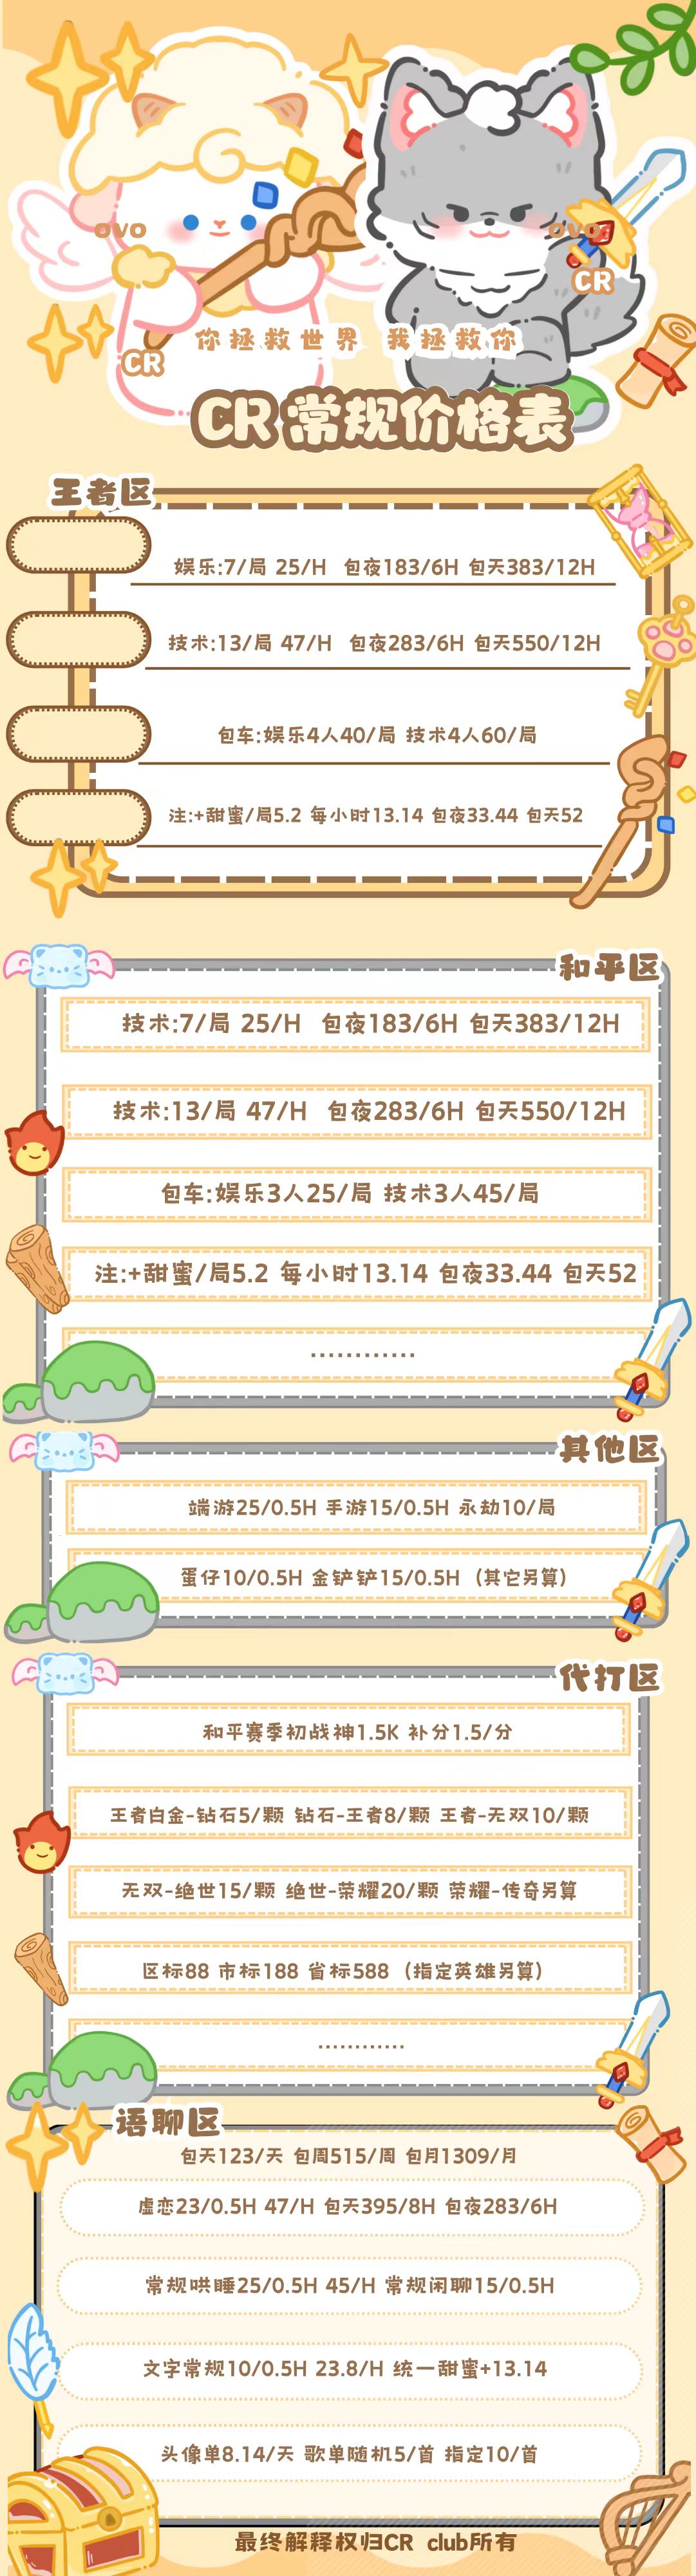 ovo
ovo
CR
你拯救世界 我拯救你
CR
CR常规价格表
王者区
娱乐:7/局 25/H 包夜183/6H 包天383/12H
技术:13/局 47/H 包夜283/6H 包天550/12H
包车:娱乐4人40/局 技术4人60/局
注:+甜蜜/局5.2 每小时13.14 包夜33.44 包天52
和平区
技术:7/局 25/H 包夜183/6H 包天383/12H
技术:13/局 47/H 包夜283/6H 包天550/12H
包车:娱乐3人25/局 技术3人45/局
注:+甜蜜/局5.2 每小时13.14 包夜33.44 包天52
............
其他区
端游25/0.5H 手游15/0.5H 永劫10/局
蛋仔10/0.5H 金铲铲15/0.5H (其它另算)
代打区
和平赛季初战神1.5K 补分1.5/分
王者白金-钻石5/颗 钻石-王者8/颗 王者-无双10/颗
无双-绝世15/颗 绝世-荣耀20/颗 荣耀-传奇另算
区标88 市标188 省标588 (指定英雄另算)
............
语聊区
包天123/天 包周515/周 包月1309/月
虚恋23/0.5H 47/H 包天395/8H 包夜283/6H
常规哄睡25/0.5H 45/H 常规闲聊15/0.5H
文字常规10/0.5H 23.8/H 统一甜蜜+13.14
头像单8.14/天 歌单随机5/首 指定10/首
最终解释权归CR club所有